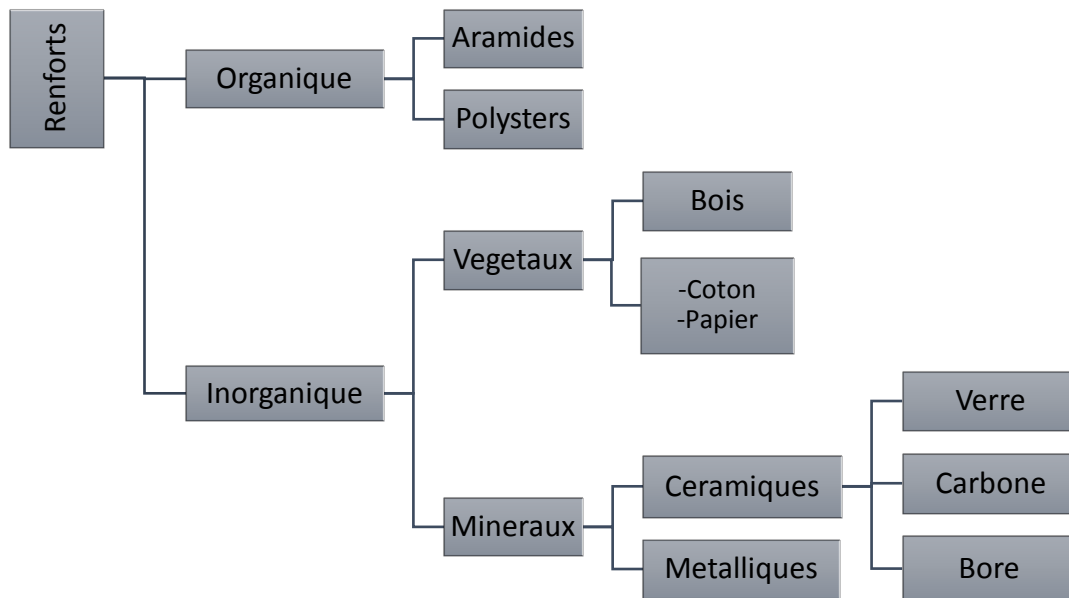 Renforts
Organique
Aramides
Polysters
Inorganique
Vegetaux
Bois
-Coton
-Papier
Mineraux
Ceramiques
Verre
Carbone
Bore
Metalliques